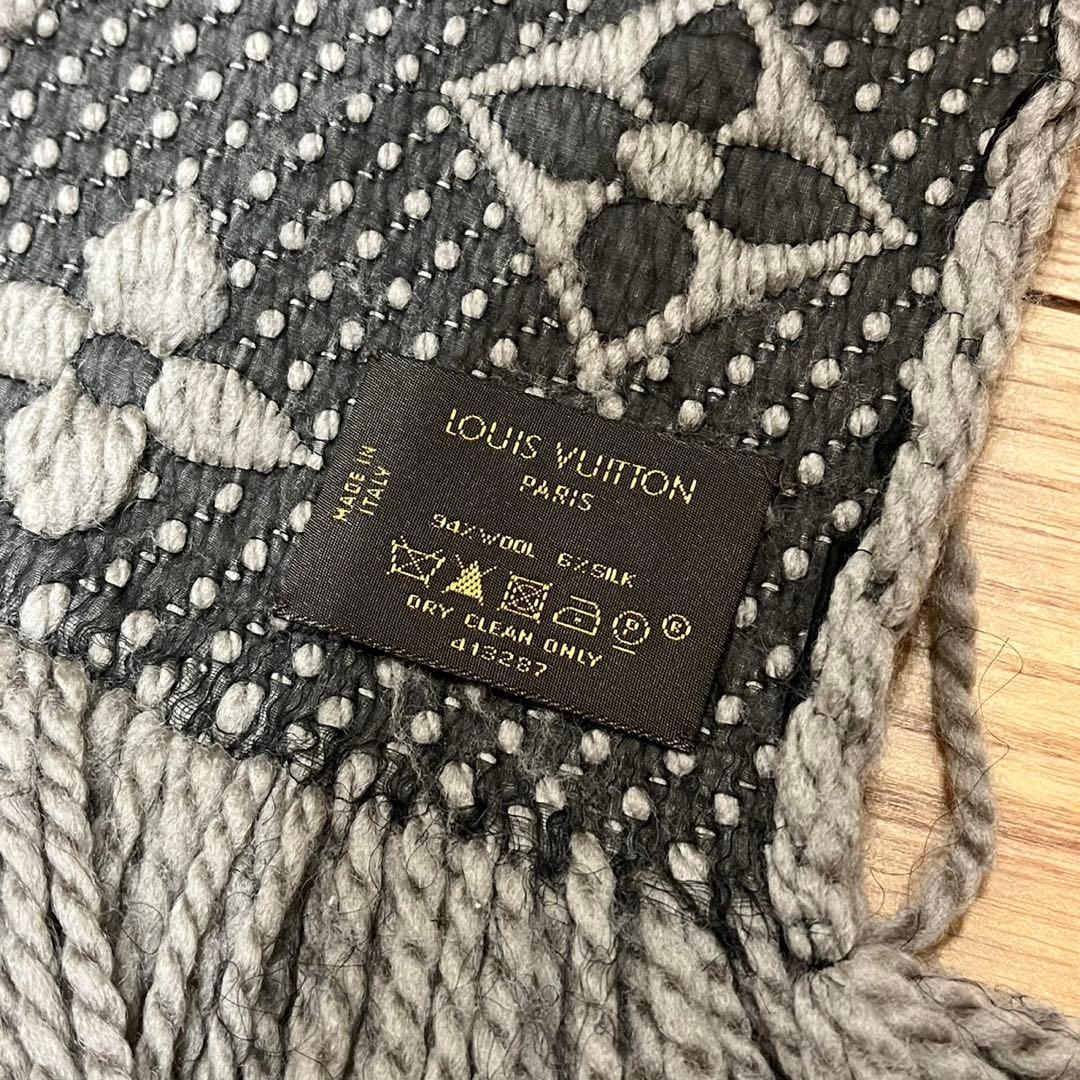 LOUIS VUITTON
PARIS
MADE IN
ITALY
94%WOOL 6%SILK
P R
DRY CLEAN ONLY
413287